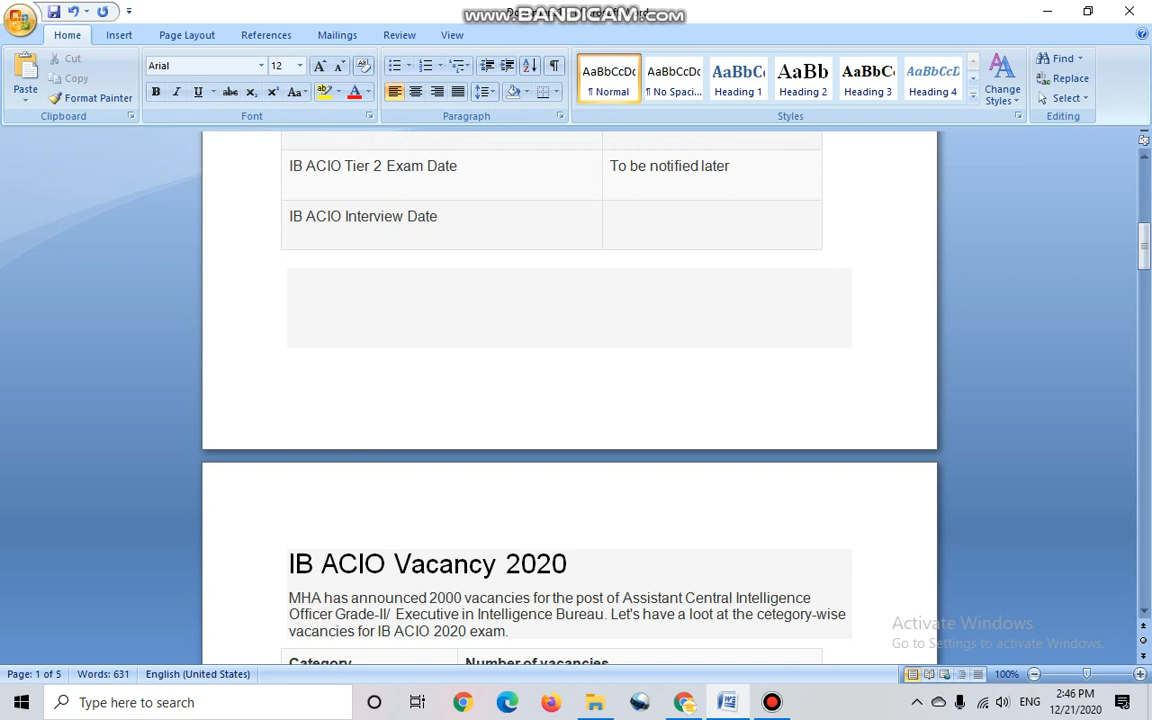 www.BANDICAM.com
Home Insert Page Layout References Mailings Review View
Paste
Cut
Copy
Format Painter
Clipboard
Arial 12
B I U abc X₂ X² Aa
Font
Paragraph
AaBbCcDc AaBbCcDc AaBbC AaBb AaBbC AaBbCcD
¶ Normal ¶ No Spaci... Heading 1 Heading 2 Heading 3 Heading 4
Change
Styles
Styles
Find
Replace
Select
Editing
IB ACIO Tier 2 Exam Date To be notified later
IB ACIO Interview Date
IB ACIO Vacancy 2020
MHA has announced 2000 vacancies for the post of Assistant Central Intelligence
Officer Grade-II/ Executive in Intelligence Bureau. Let's have a loot at the cetegory-wise
vacancies for IB ACIO 2020 exam.
Category Number of vacancies
Activate Windows
Go to Settings to activate Windows.
Page: 1 of 5 Words: 631 English (United States) 100%
Type here to search
ENG
2:46 PM
12/21/2020